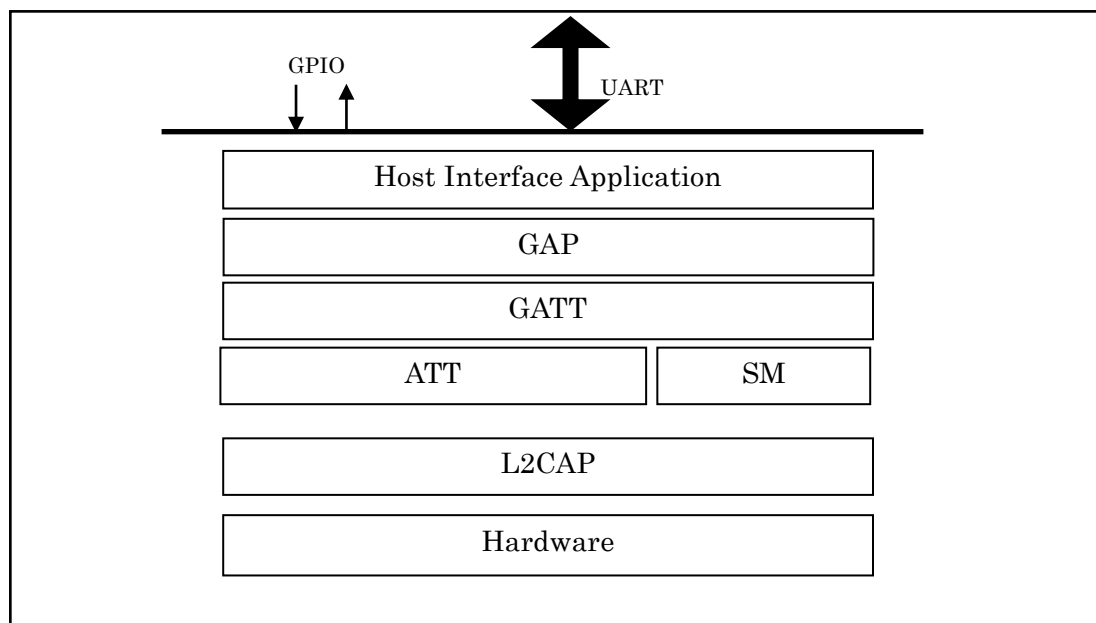 GPIO
UART
Host Interface Application
GAP
GATT
ATT
SM
L2CAP
Hardware